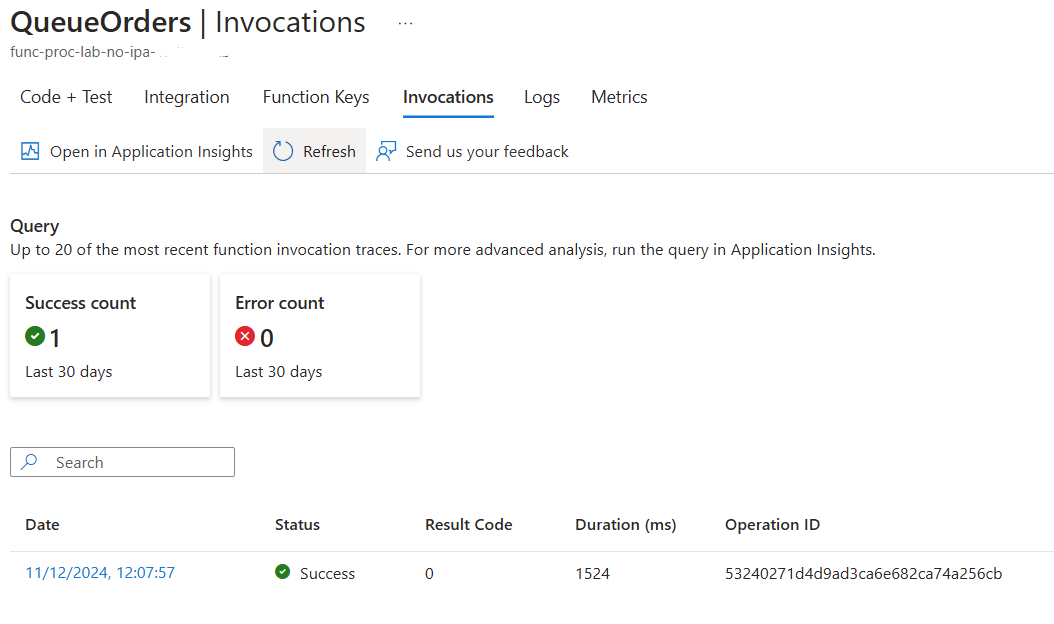 QueueOrders | Invocations ...
func-proc-lab-no-ipa-
Code + Test Integration Function Keys Invocations Logs Metrics
Open in Application Insights Refresh Send us your feedback
Query
Up to 20 of the most recent function invocation traces. For more advanced analysis, run the query in Application Insights.
Success count Error count
1 0
Last 30 days Last 30 days
Search
Date Status Result Code Duration (ms) Operation ID
11/12/2024, 12:07:57 Success 0 1524 53240271d4d9ad3ca6e682ca74a256cb